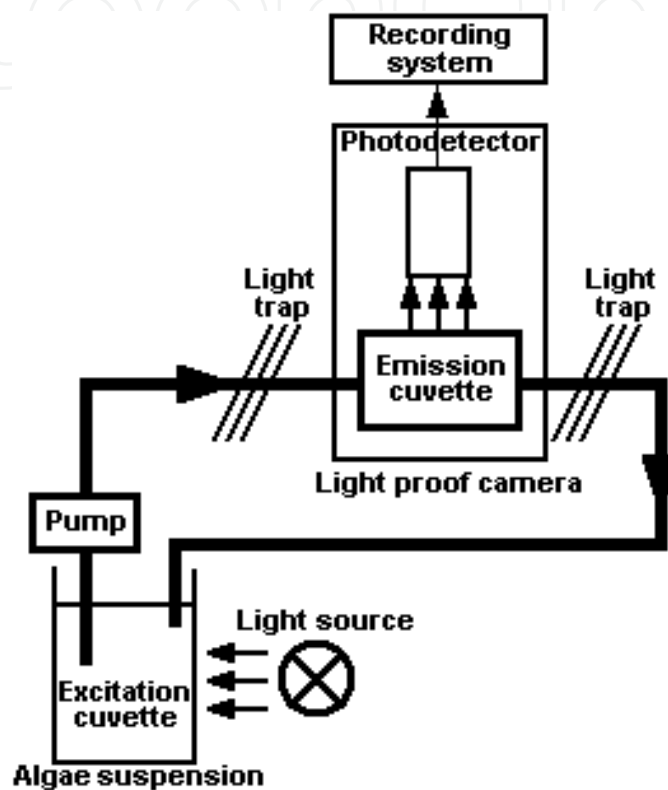 Recording
system
Photodetector
Light
trap
Light
trap
Emission
cuvette
Light proof camera
Pump
Light source
Excitation
cuvette
Algae suspension